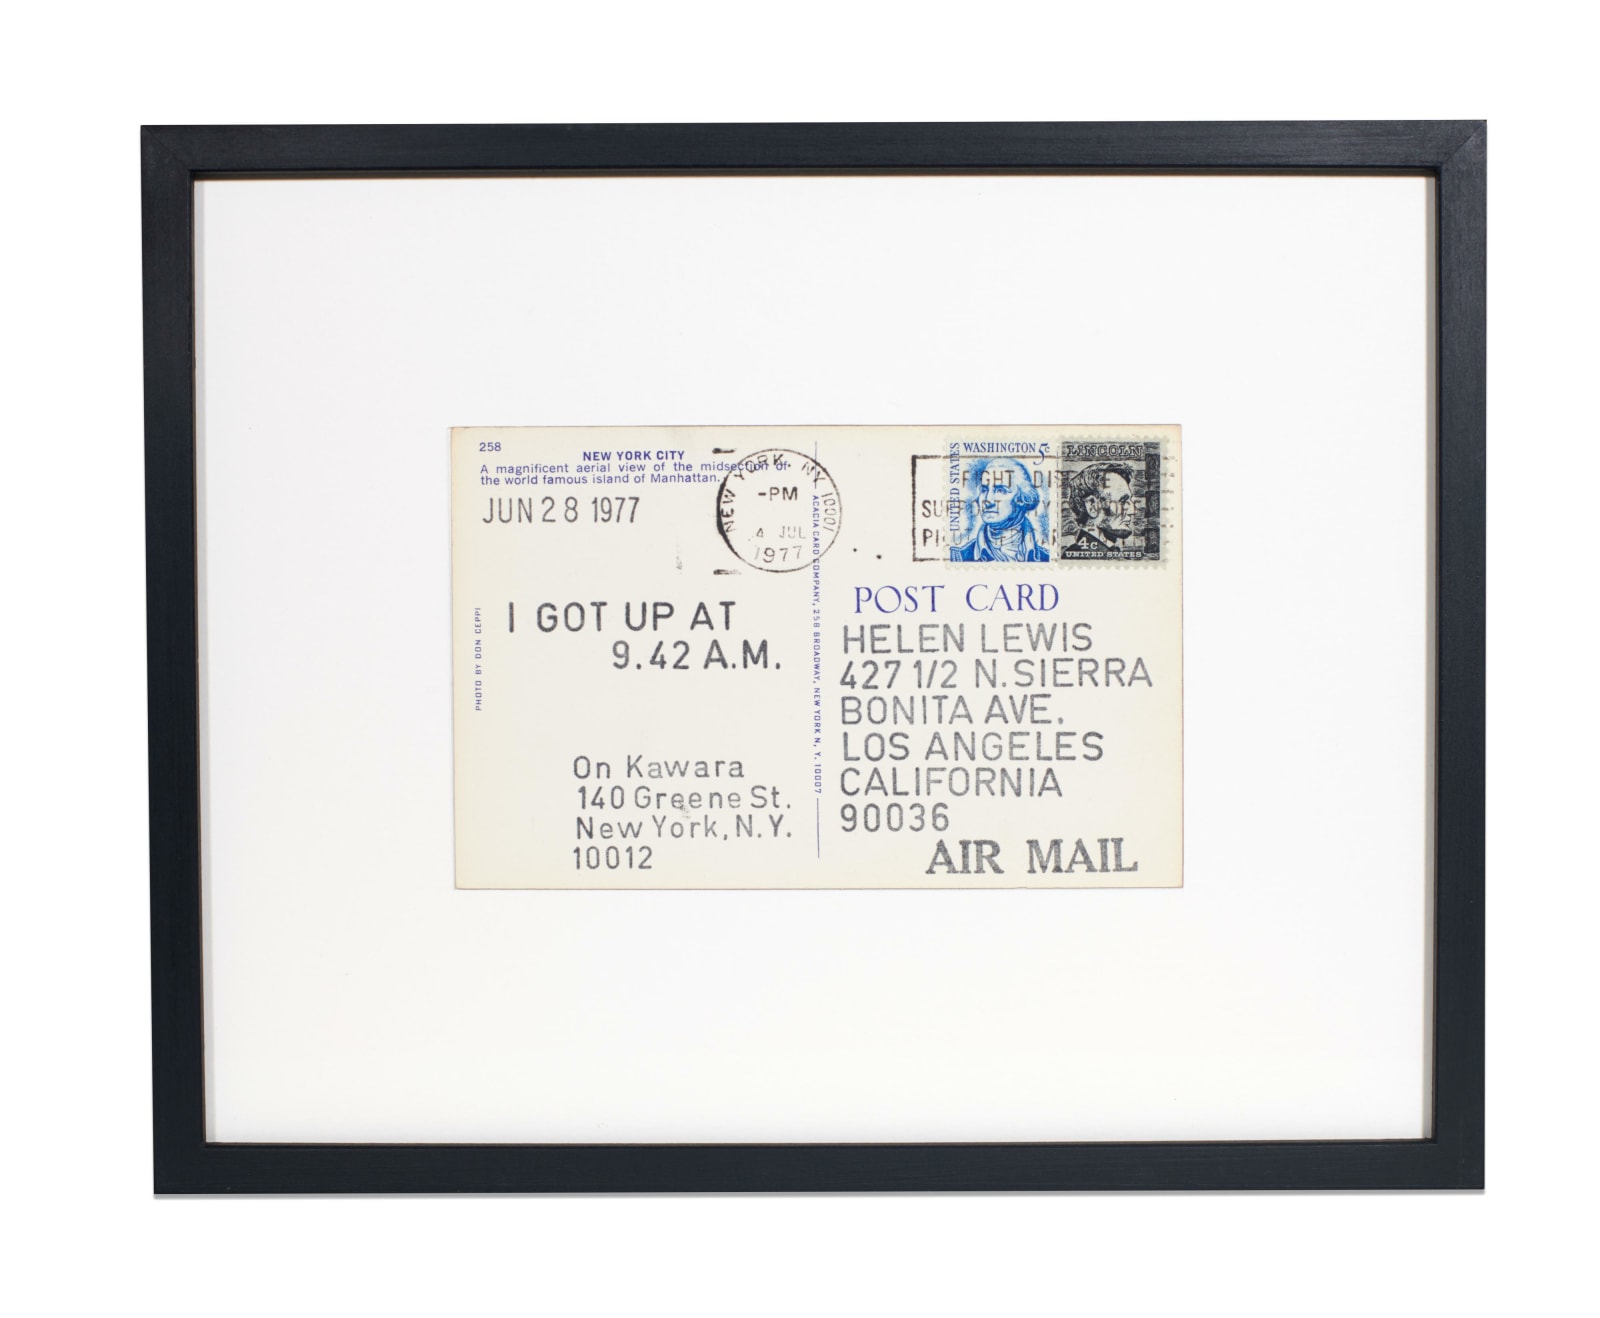 258
NEW YORK CITY
A magnificent aerial view of the midsection of
the world famous island of Manhattan.
JUN 28 1977
NEW YORK, NY 10001
-PM
4 JUL
1977
I GOT UP AT
9.42 A.M.
PHOTO BY DON CEPPI
On Kawara
140 Greene St.
New York, N.Y.
10012
ACACIA CARD COMPANY, 258 BROADWAY, NEW YORK N. Y. 10007
UNITED STATES
WASHINGTON 5c
LINCOLN
4c
UNITED STATES
FIGHT
POST CARD
HELEN LEWIS
427 1/2 N. SIERRA
BONITA AVE.
LOS ANGELES
CALIFORNIA
90036
AIR MAIL